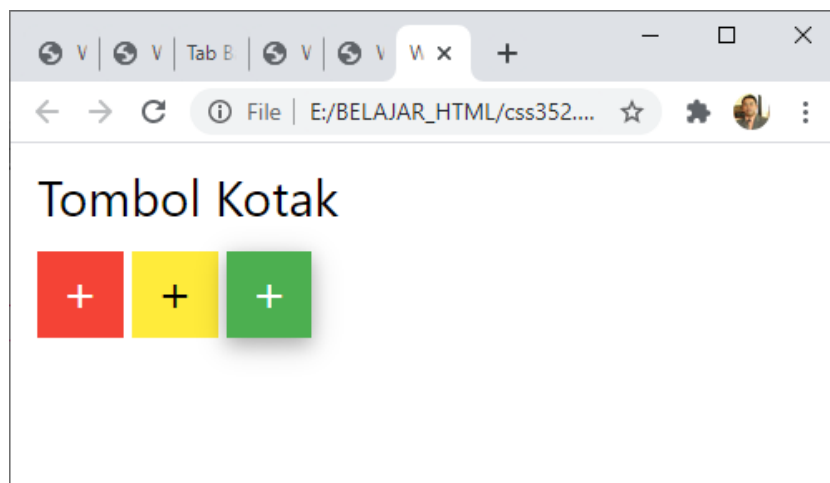 Tab B
File E:/BELAJAR_HTML/css352....
Tombol Kotak
+ + +